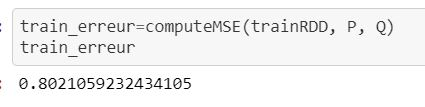 train_erreur=computeMSE(trainRDD, P, Q)
train_erreur
0.8021059232434105